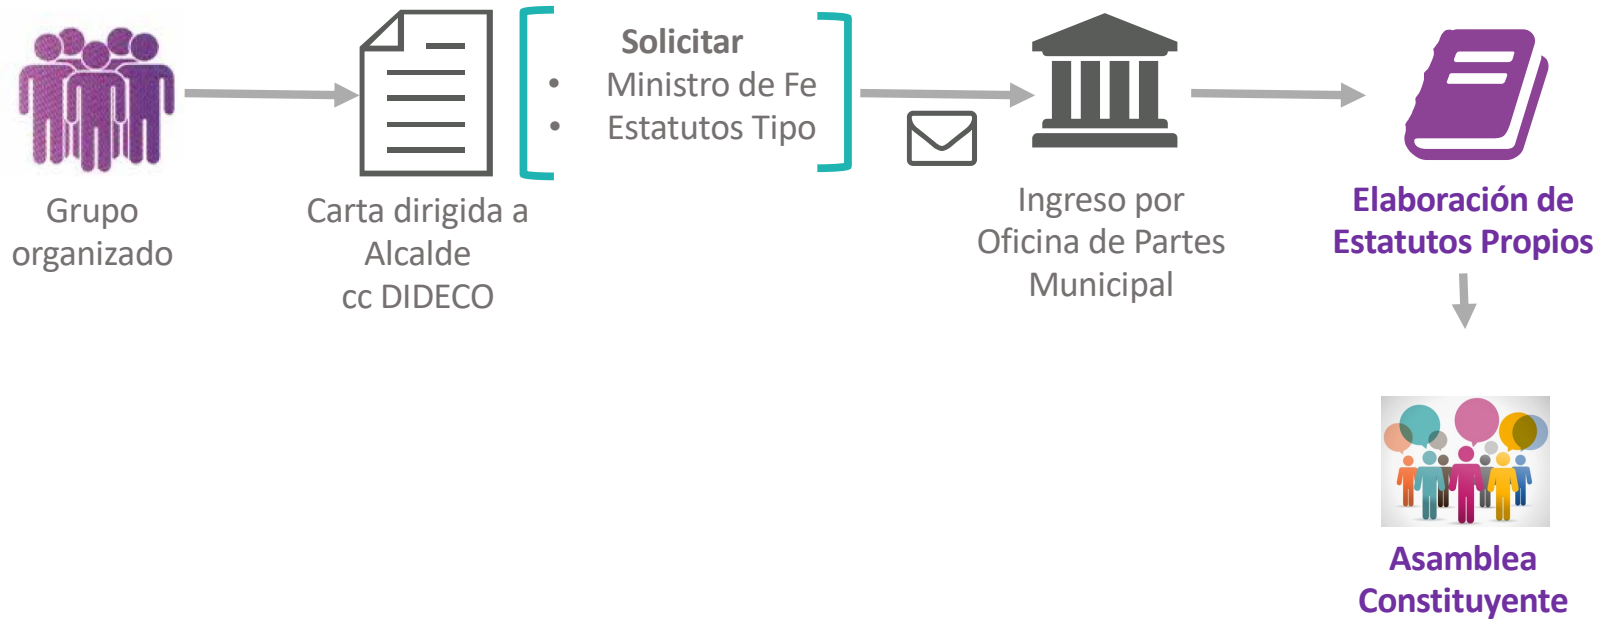 Grupo
organizado
Carta dirigida a
Alcalde
cc DIDECO
Solicitar
• Ministro de Fe
• Estatutos Tipo
Ingreso por
Oficina de Partes
Municipal
Elaboración de
Estatutos Propios
Asamblea
Constituyente